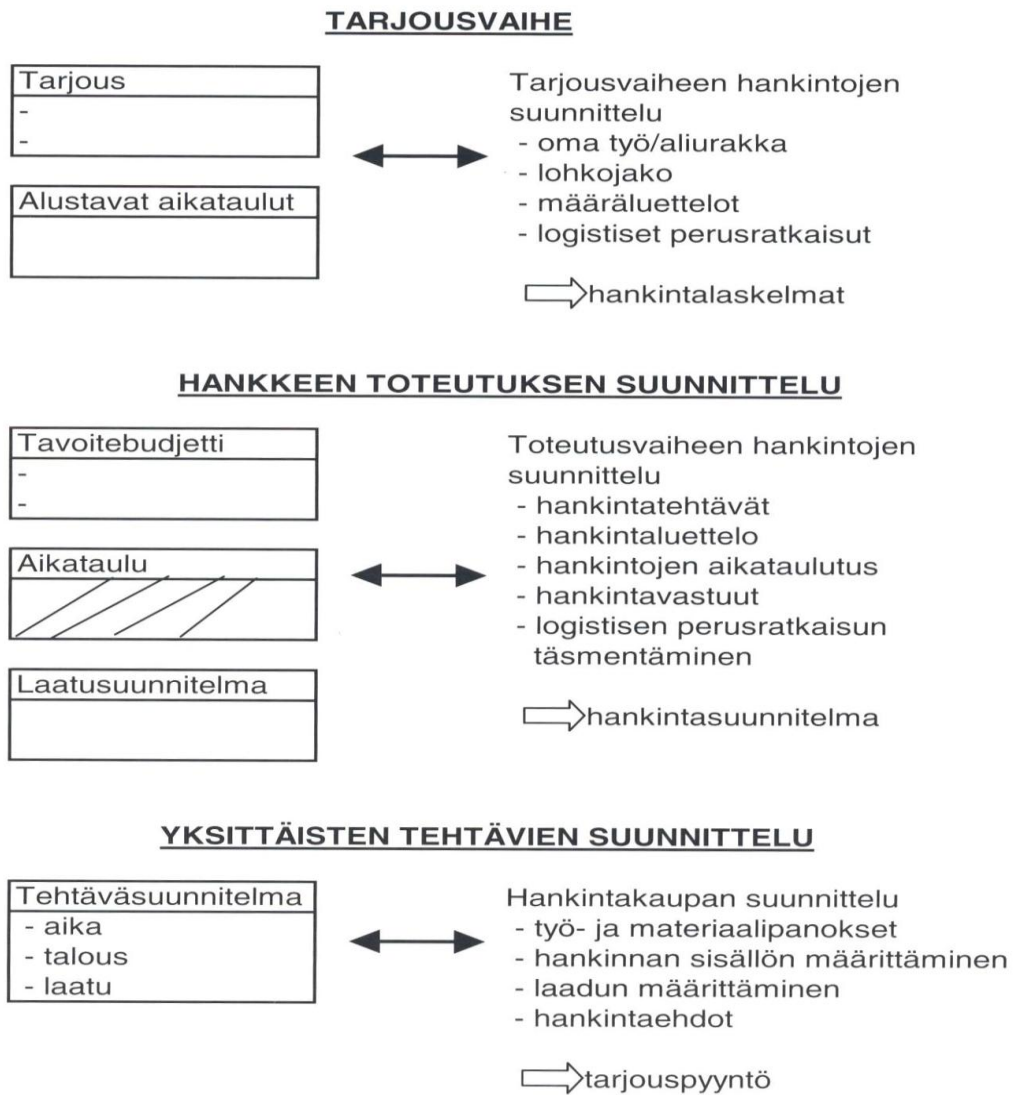 TARJOUSVAIHE
Tarjous
-
-
Alustavat aikataulut
Tarjousvaiheen hankintojen
suunnittelu
- oma työ/aliurakka
- lohkojako
- määräluettelot
- logistiset perusratkaisut
hankintalaskelmat
HANKKEEN TOTEUTUKSEN SUUNNITTELU
Tavoitebudjetti
-
-
Aikataulu
Laatusuunnitelma
Toteutusvaiheen hankintojen
suunnittelu
- hankintatehtävät
- hankintaluettelo
- hankintojen aikataulutus
- hankintavastuut
- logistisen perusratkaisun
täsmentäminen
hankintasuunnitelma
YKSITTÄISTEN TEHTÄVIEN SUUNNITTELU
Tehtäväsuunnitelma
- aika
- talous
- laatu
Hankintakaupan suunnittelu
- työ- ja materiaalipanokset
- hankinnan sisällön määrittäminen
- laadun määrittäminen
- hankintaehdot
tarjouspyyntö